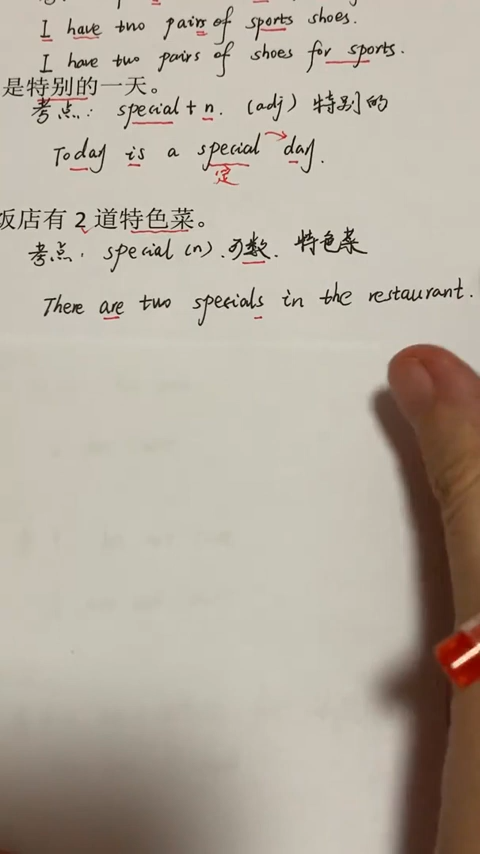 I have two pairs of sports shoes.
I have two pairs of shoes for sports.
是特别的一天。
考点: special + n. (adj) 特别的
Today is a special day.
定
饭店有 2 道特色菜。
考点: special (n). 可数. 特色菜
There are two specials in the restaurant.